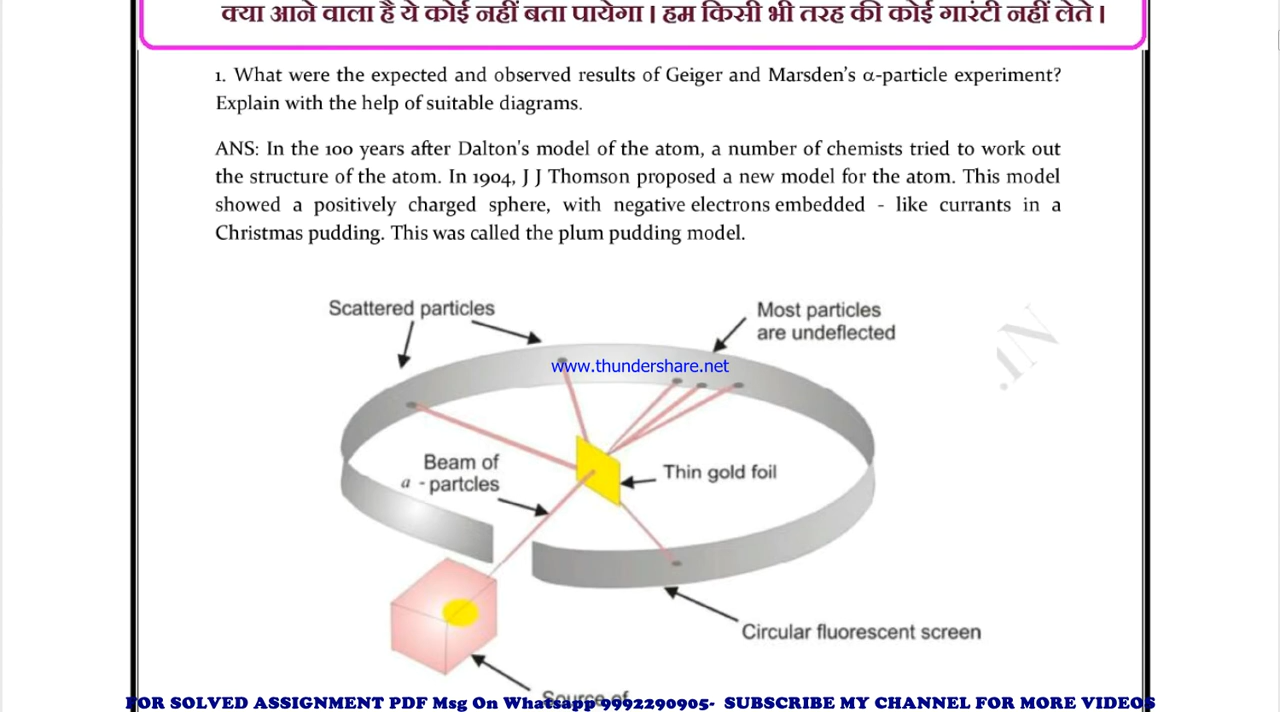 क्या आने वाला है ये कोई नहीं बता पायेगा। हम किसी भी तरह की कोई गारंटी नहीं लेते।
1. What were the expected and observed results of Geiger and Marsden’s α-particle experiment?
Explain with the help of suitable diagrams.
ANS: In the 100 years after Dalton's model of the atom, a number of chemists tried to work out
the structure of the atom. In 1904, J J Thomson proposed a new model for the atom. This model
showed a positively charged sphere, with negative electrons embedded - like currants in a
Christmas pudding. This was called the plum pudding model.
Scattered particles
Most particles
are undeflected
www.thundershare.net
.IN
Beam of
a - partcles
Thin gold foil
Circular fluorescent screen
Source of
FOR SOLVED ASSIGNMENT PDF Msg On Whatsapp 9992290905- SUBSCRIBE MY CHANNEL FOR MORE VIDEOS